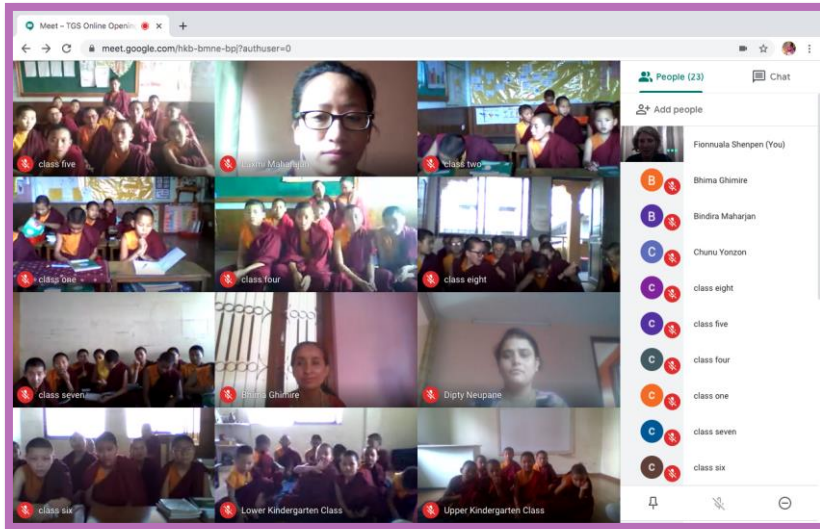 Meet – TGS Online Openin
meet.google.com/hkb-bmne-bpj?authuser=0
class five
Laxmi Maharjan
class two
class one
class four
class eight
class seven
Bhima Ghimire
Dipty Neupane
class six
Lower Kindergarten Class
Upper Kindergarten Class
People (23)
Chat
Add people
Fionnuala Shenpen (You)
B
Bhima Ghimire
B
Bindira Maharjan
C
Chunu Yonzon
C
class eight
C
class five
C
class four
C
class one
C
class seven
C
class six